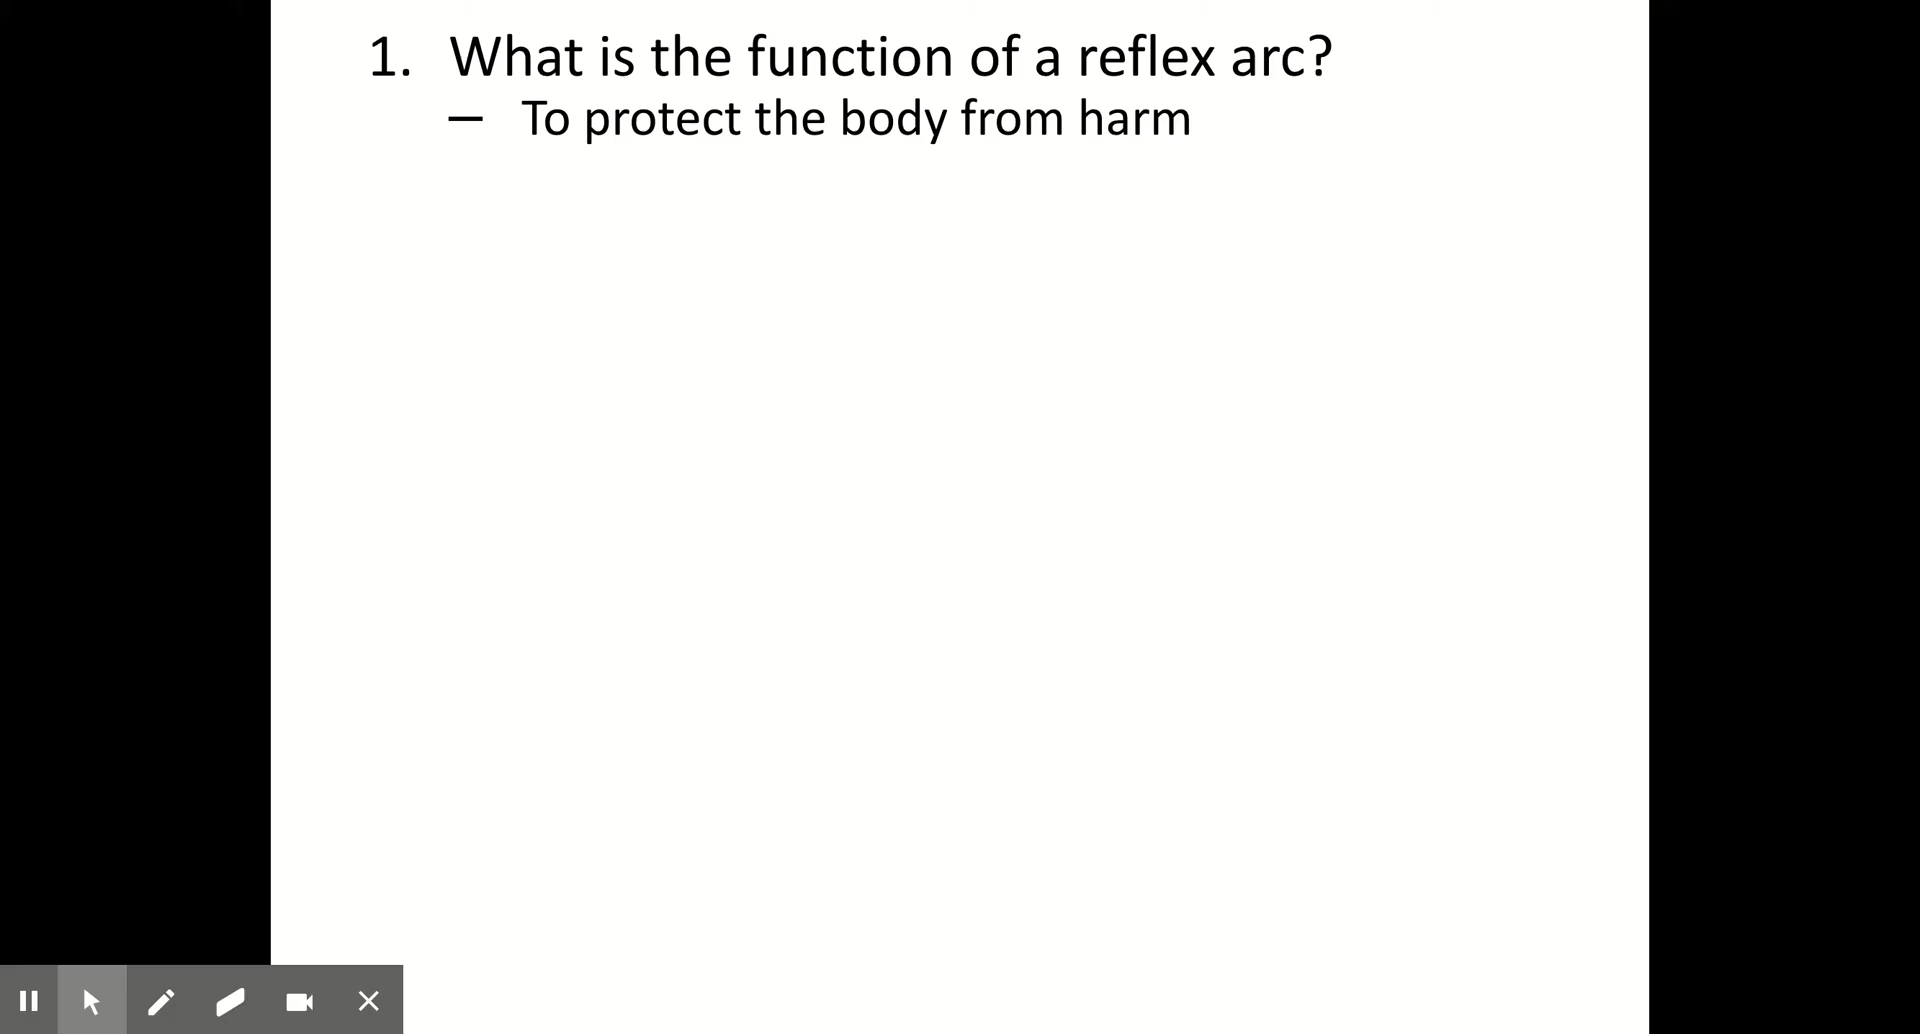 1. What is the function of a reflex arc?
– To protect the body from harm